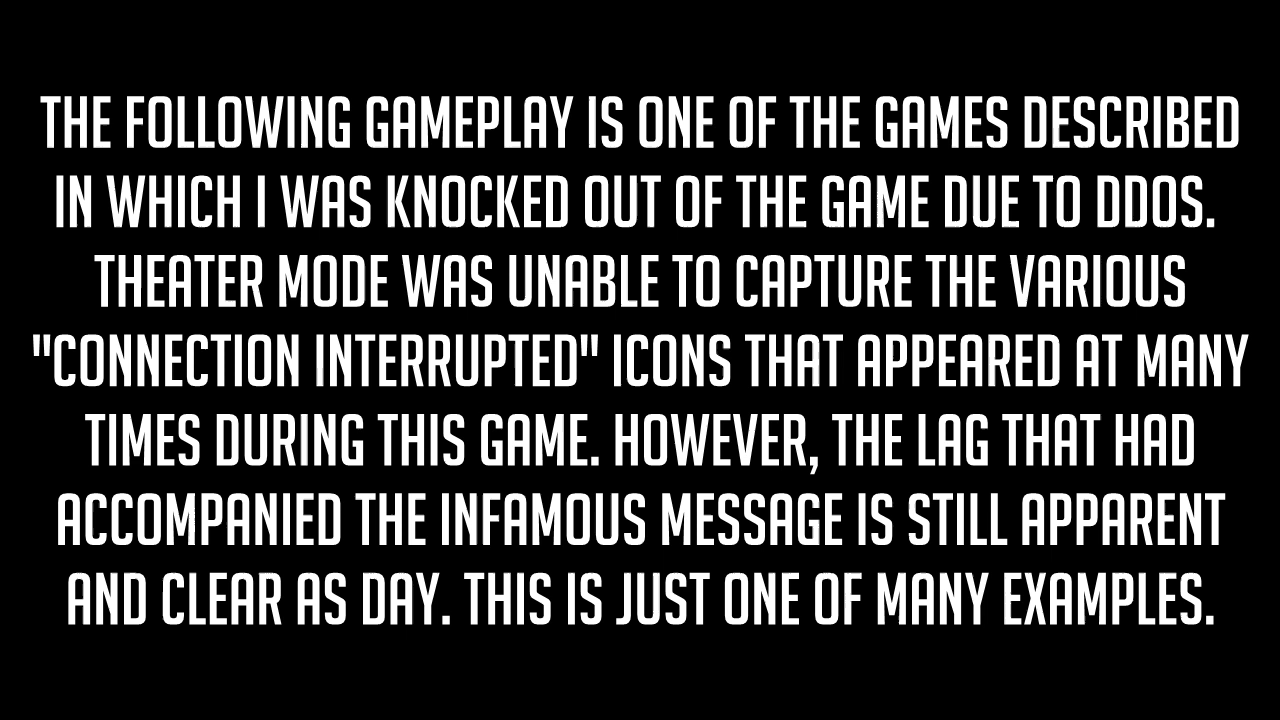 THE FOLLOWING GAMEPLAY IS ONE OF THE GAMES DESCRIBED
IN WHICH I WAS KNOCKED OUT OF THE GAME DUE TO DDOS.
THEATER MODE WAS UNABLE TO CAPTURE THE VARIOUS
"CONNECTION INTERRUPTED" ICONS THAT APPEARED AT MANY
TIMES DURING THIS GAME. HOWEVER, THE LAG THAT HAD
ACCOMPANIED THE INFAMOUS MESSAGE IS STILL APPARENT
AND CLEAR AS DAY. THIS IS JUST ONE OF MANY EXAMPLES.